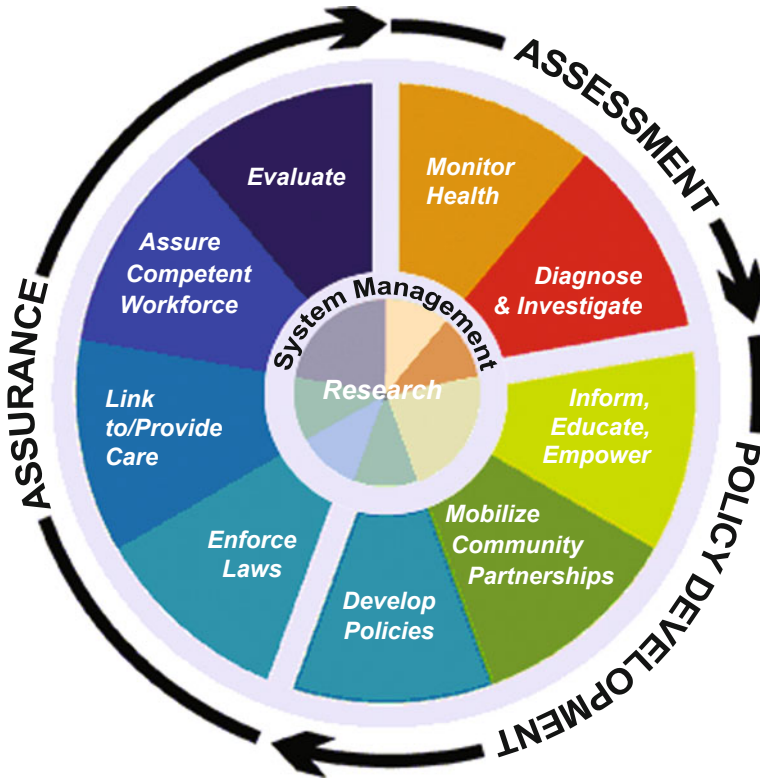 ASSESSMENT
Monitor
Health
Diagnose
& Investigate
POLICY DEVELOPMENT
Inform,
Educate,
Empower
Mobilize
Community
Partnerships
Develop
Policies
ASSURANCE
Enforce
Laws
Link
to/Provide
Care
Assure
Competent
Workforce
Evaluate
System Management
Research